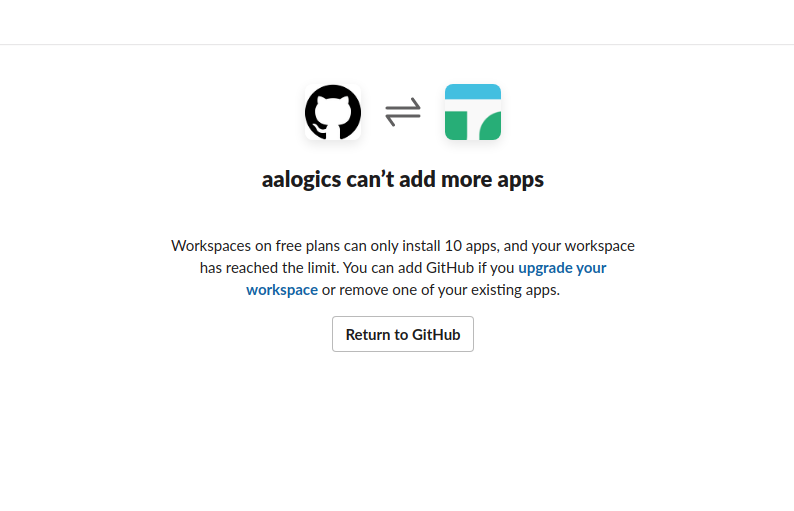 aalogics can’t add more apps
Workspaces on free plans can only install 10 apps, and your workspace
has reached the limit. You can add GitHub if you upgrade your
workspace or remove one of your existing apps.
Return to GitHub